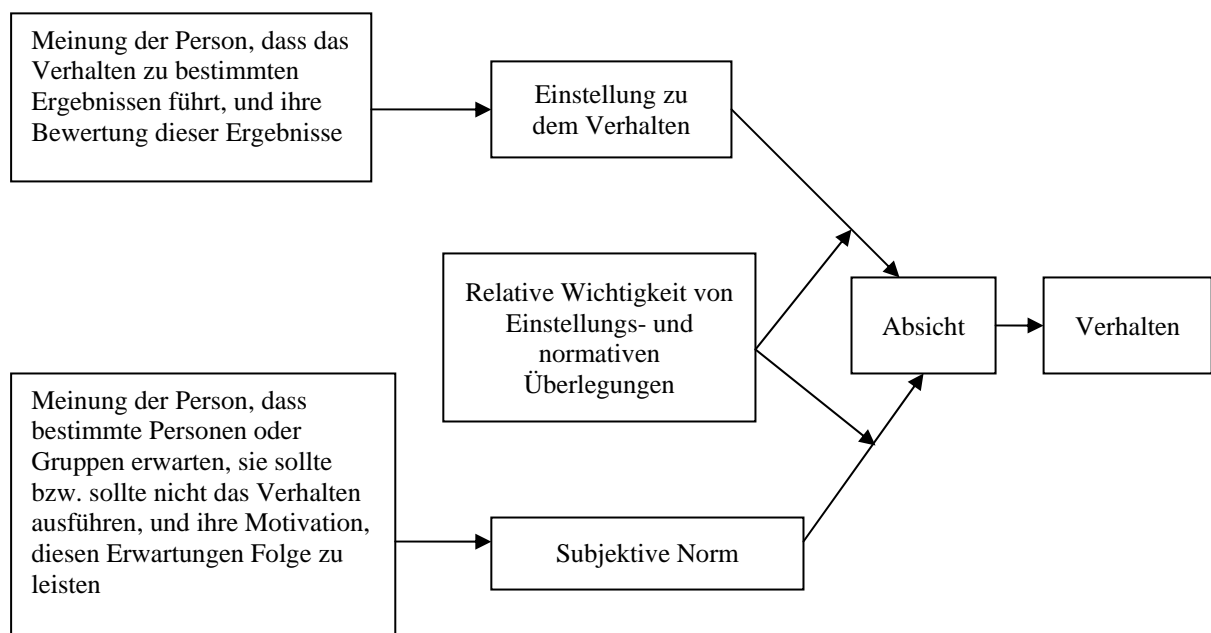 Meinung der Person, dass das
Verhalten zu bestimmten
Ergebnissen führt, und ihre
Bewertung dieser Ergebnisse
Einstellung zu
dem Verhalten
Relative Wichtigkeit von
Einstellungs- und
normativen
Überlegungen
Absicht
Verhalten
Meinung der Person, dass
bestimmte Personen oder
Gruppen erwarten, sie sollte
bzw. sollte nicht das Verhalten
ausführen, und ihre Motivation,
diesen Erwartungen Folge zu
leisten
Subjektive Norm